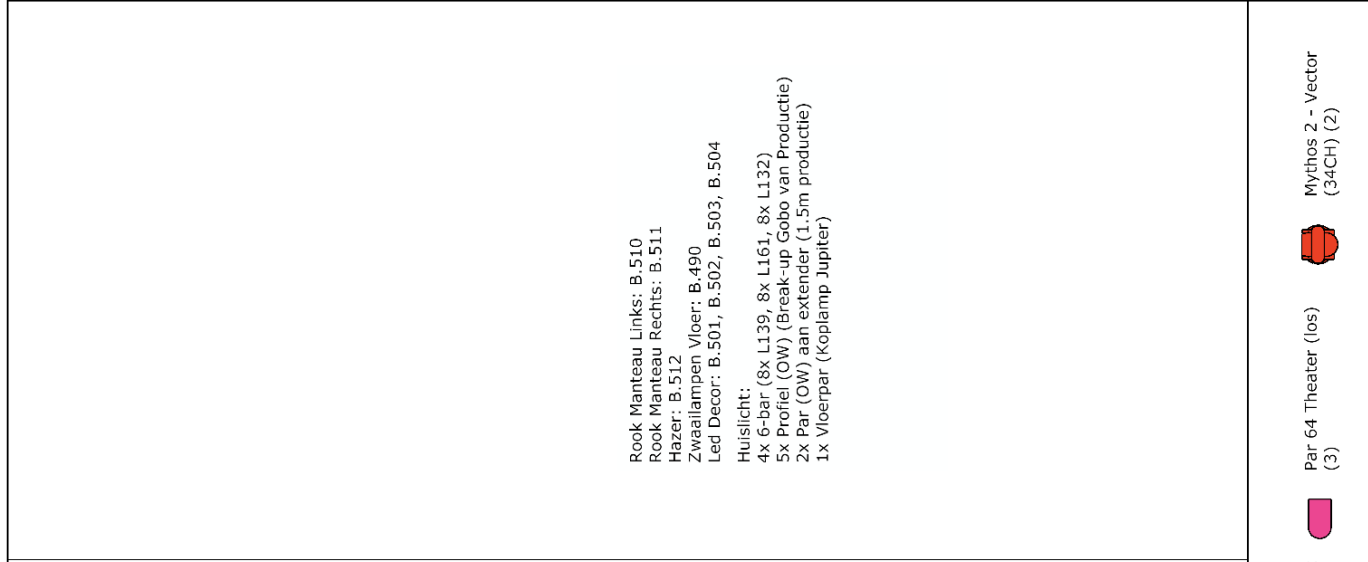 Rook Manteau Links: B.510
Rook Manteau Rechts: B.511
Hazer: B.512
Zwaailampen Vloer: B.490
Led Decor: B.501, B.502, B.503, B.504
Huislicht:
4x 6-bar (8x L139, 8x L161, 8x L132)
5x Profiel (OW) (Break-up Gobo van Productie)
2x Par (OW) aan extender (1.5m productie)
1x Vloerpar (Koplamp Jupiter)
Par 64 Theater (los)
(3)
Mythos 2 - Vector
(34CH) (2)